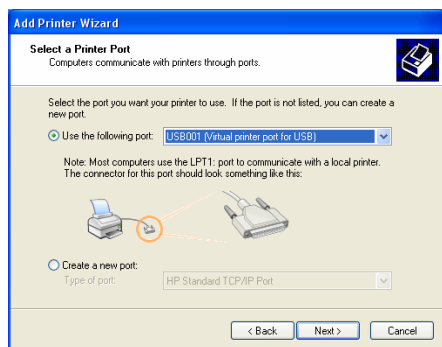 Add Printer Wizard
Select a Printer Port
Computers communicate with printers through ports.
Select the port you want your printer to use. If the port is not listed, you can create a
new port.
Use the following port: USB001 (Virtual printer port for USB)
Note: Most computers use the LPT1: port to communicate with a local printer.
The connector for this port should look something like this:
Create a new port:
Type of port: HP Standard TCP/IP Port
< Back Next > Cancel